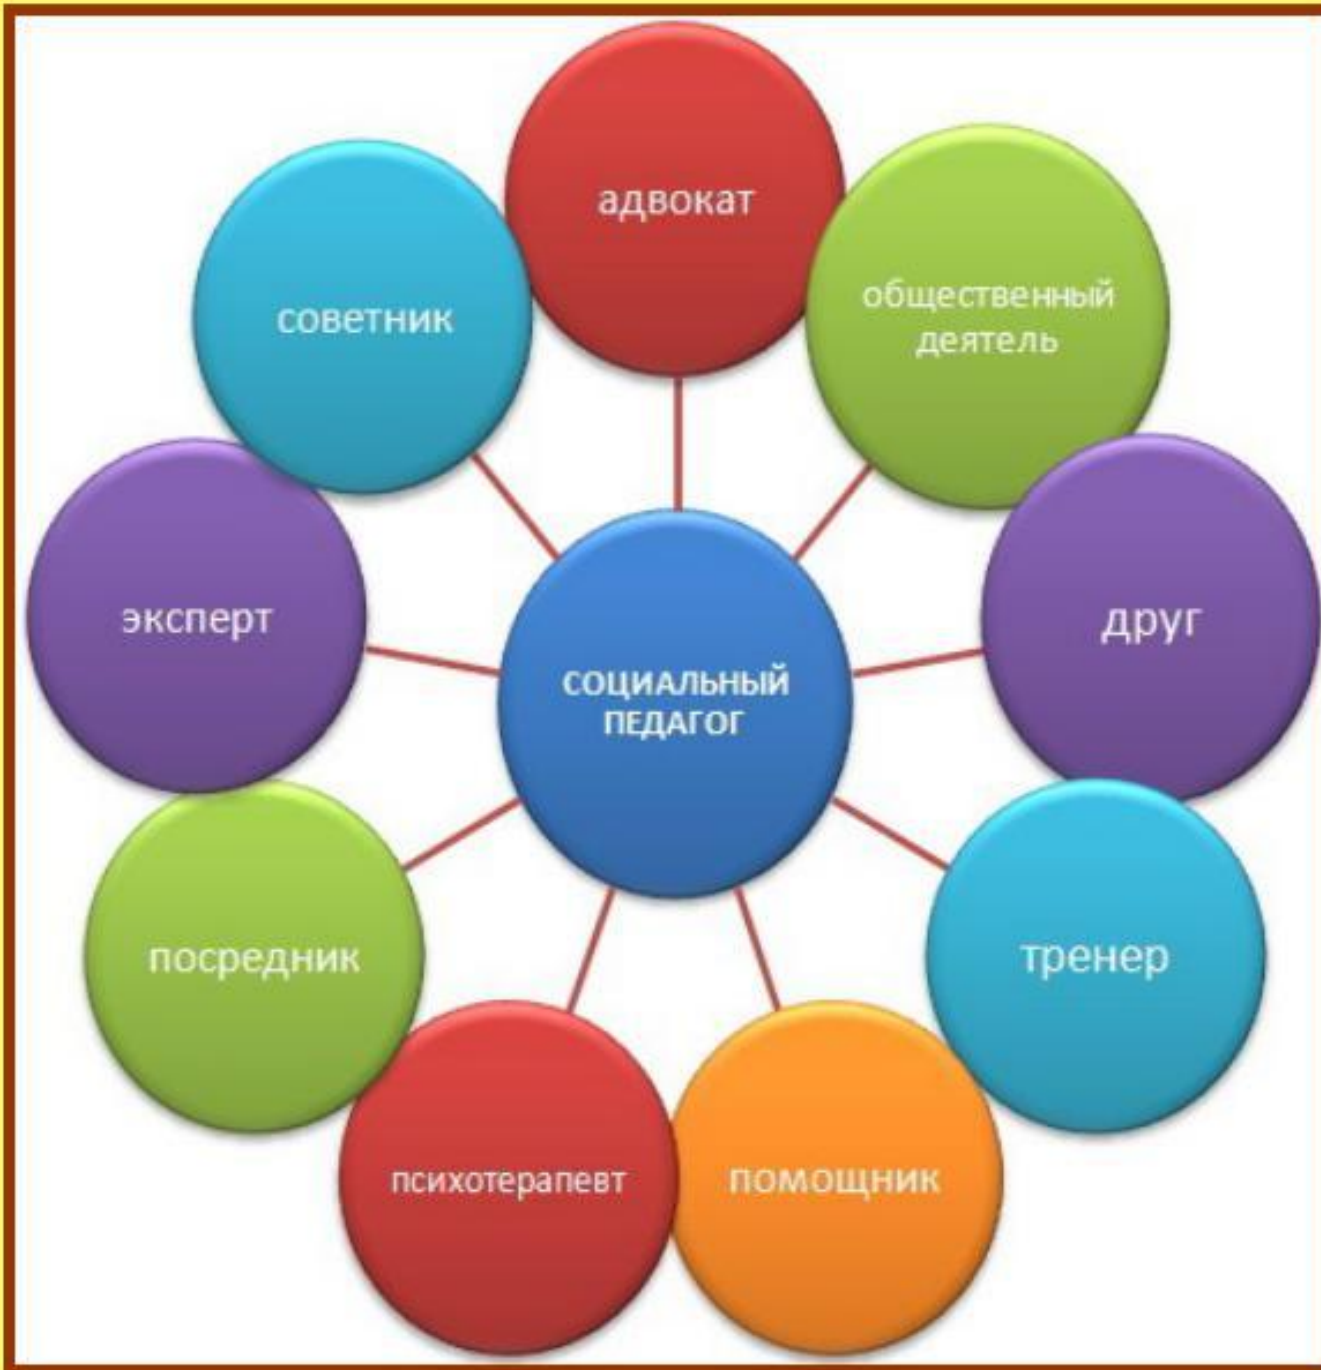 адвокат
общественный
деятель
друг
тренер
помощник
психотерапевт
посредник
эксперт
советник
СОЦИАЛЬНЫЙ
ПЕДАГОГ